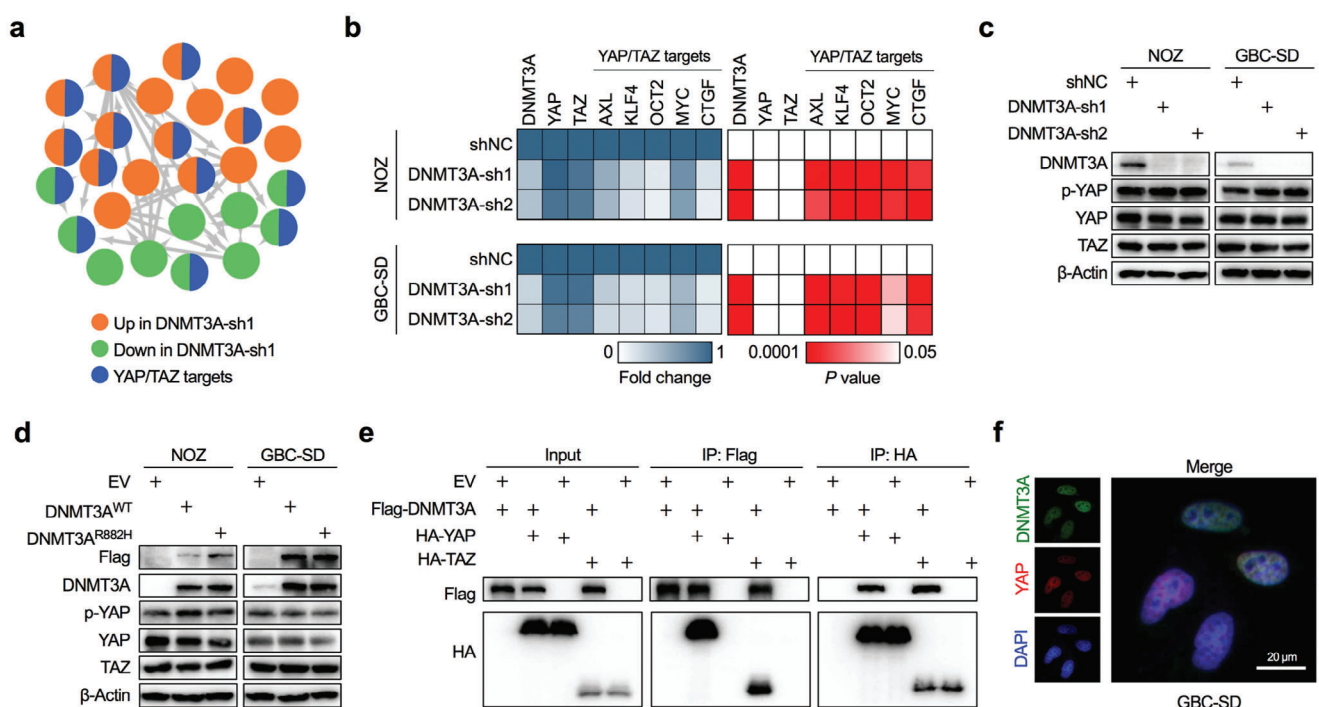 a
Up in DNMT3A-sh1
Down in DNMT3A-sh1
YAP/TAZ targets
b
YAP/TAZ targets
YAP/TAZ targets
DNMT3A YAP TAZ AXL KLF4 OCT2 MYC CTGF
DNMT3A YAP TAZ AXL KLF4 OCT2 MYC CTGF
NOZ
shNC
DNMT3A-sh1
DNMT3A-sh2
GBC-SD
shNC
DNMT3A-sh1
DNMT3A-sh2
0 1
Fold change
0.0001 0.05
P value
c
NOZ GBC-SD
shNC + +
DNMT3A-sh1 + +
DNMT3A-sh2 + +
DNMT3A
p-YAP
YAP
TAZ
β-Actin
d
NOZ GBC-SD
EV + +
DNMT3AWT + +
DNMT3AR882H + +
Flag
DNMT3A
p-YAP
YAP
TAZ
β-Actin
e
Input IP: Flag IP: HA
EV + + + + + + + + +
Flag-DNMT3A + + + + + + + + +
HA-YAP + + + + + +
HA-TAZ + + + + + +
Flag
HA
f
Merge
DNMT3A
YAP
DAPI
20 μm
GBC-SD